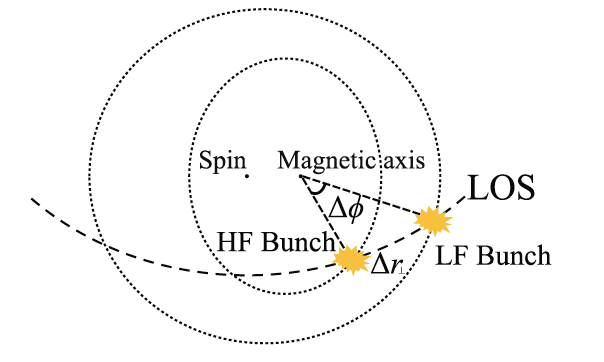 Spin
Magnetic axis
LOS
Δϕ
HF Bunch
Δr⊥
LF Bunch